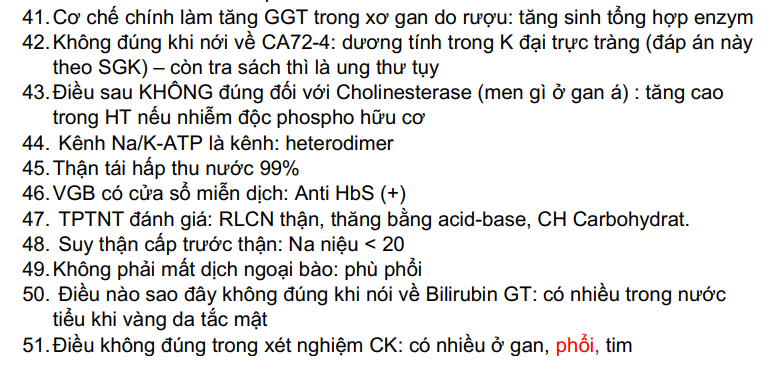 41. Cơ chế chính làm tăng GGT trong xơ gan do rượu: tăng sinh tổng hợp enzym
42. Không đúng khi nới về CA72-4: dương tính trong K đại trực tràng (đáp án này
theo SGK) – còn tra sách thì là ung thư tụy
43. Điều sau KHÔNG đúng đối với Cholinesterase (men gì ở gan á) : tăng cao
trong HT nếu nhiễm độc phospho hữu cơ
44. Kênh Na/K-ATP là kênh: heterodimer
45. Thận tái hấp thu nước 99%
46. VGB có cửa sổ miễn dịch: Anti HbS (+)
47. TPTNT đánh giá: RLCN thận, thăng bằng acid-base, CH Carbohydrat.
48. Suy thận cấp trước thận: Na niệu < 20
49. Không phải mất dịch ngoại bào: phù phổi
50. Điều nào sao đây không đúng khi nói về Bilirubin GT: có nhiều trong nước
tiểu khi vàng da tắc mật
51. Điều không đúng trong xét nghiệm CK: có nhiều ở gan, phổi, tim